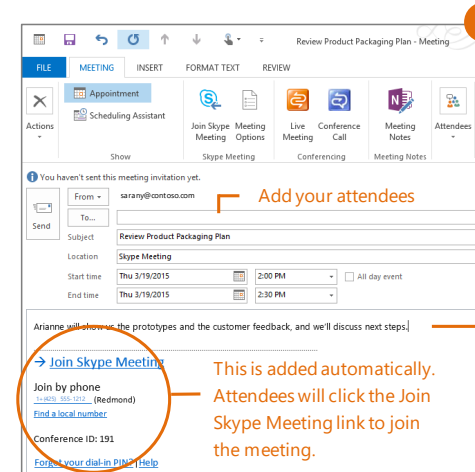 Review Product Packaging Plan - Meeting
FILE MEETING INSERT FORMAT TEXT REVIEW
Actions
Appointment
Scheduling Assistant
Show
Join Skype Meeting
Meeting Options
Skype Meeting
Live Meeting
Conference Call
Conferencing
Meeting Notes
Meeting Notes
Attendees
You haven't sent this meeting invitation yet.
Send
From sarany@contoso.com
Add your attendees
To...
Subject Review Product Packaging Plan
Location Skype Meeting
Start time Thu 3/19/2015 2:00 PM All day event
End time Thu 3/19/2015 2:30 PM
Arianne will show us the prototypes and the customer feedback, and we'll discuss next steps.
→ Join Skype Meeting
Join by phone
1+(425) 555-1212 (Redmond)
Find a local number
Conference ID: 191
Forgot your dial-in PIN? | Help
This is added automatically.
Attendees will click the Join
Skype Meeting link to join
the meeting.